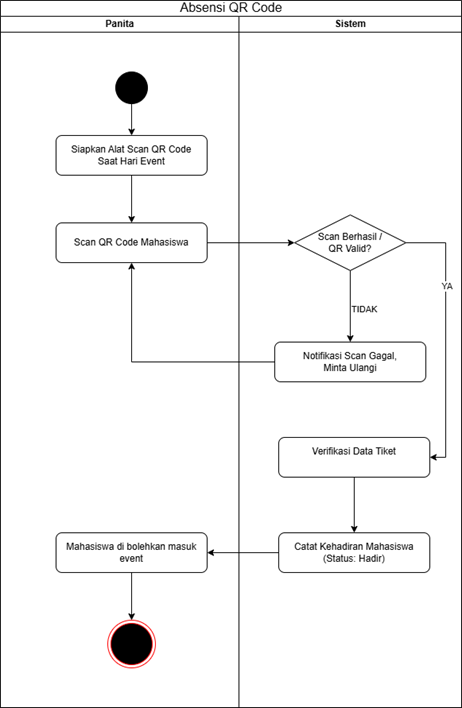 Absensi QR Code
Panita
Sistem
Siapkan Alat Scan QR Code
Saat Hari Event
Scan QR Code Mahasiswa
Scan Berhasil /
QR Valid?
YA
TIDAK
Notifikasi Scan Gagal,
Minta Ulangi
Verifikasi Data Tiket
Mahasiswa di bolehkan masuk
event
Catat Kehadiran Mahasiswa
(Status: Hadir)